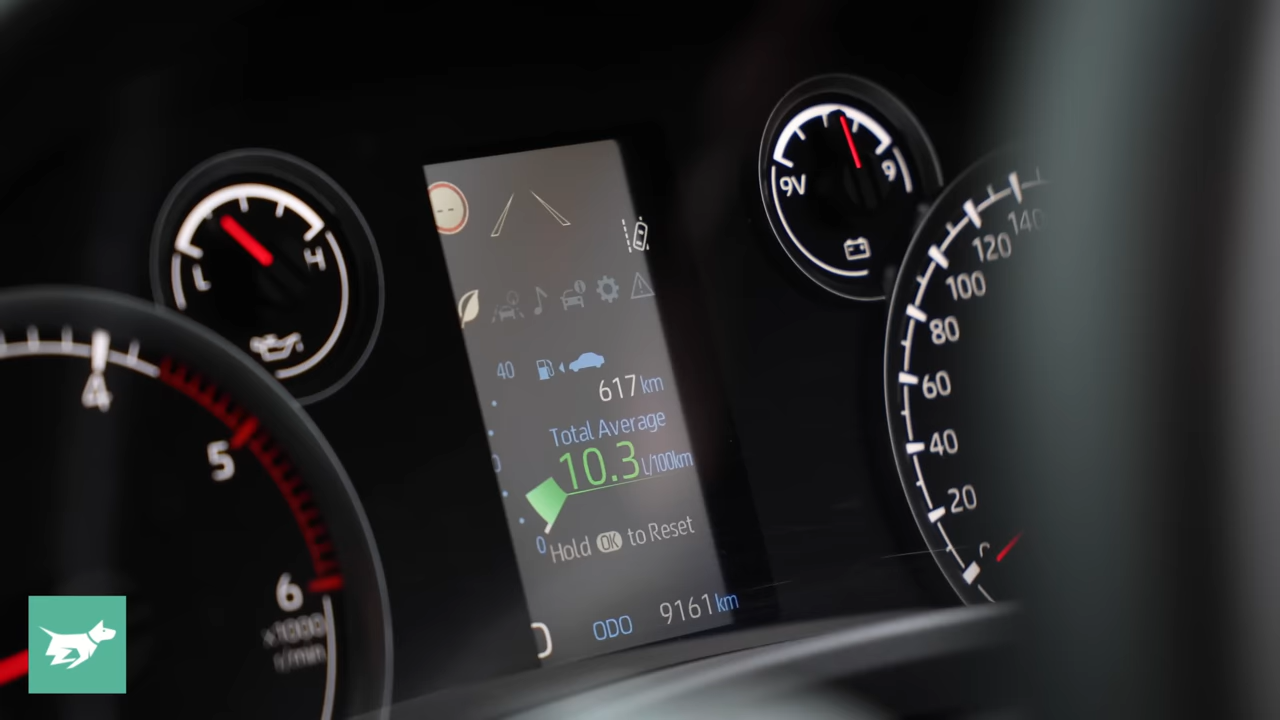 L
H
4
5
6
x1000
r/min
--
40
617 km
Total Average
10.3 l/100km
0
Hold OK to Reset
ODO 9161 km
9V
140
120
100
80
60
40
20